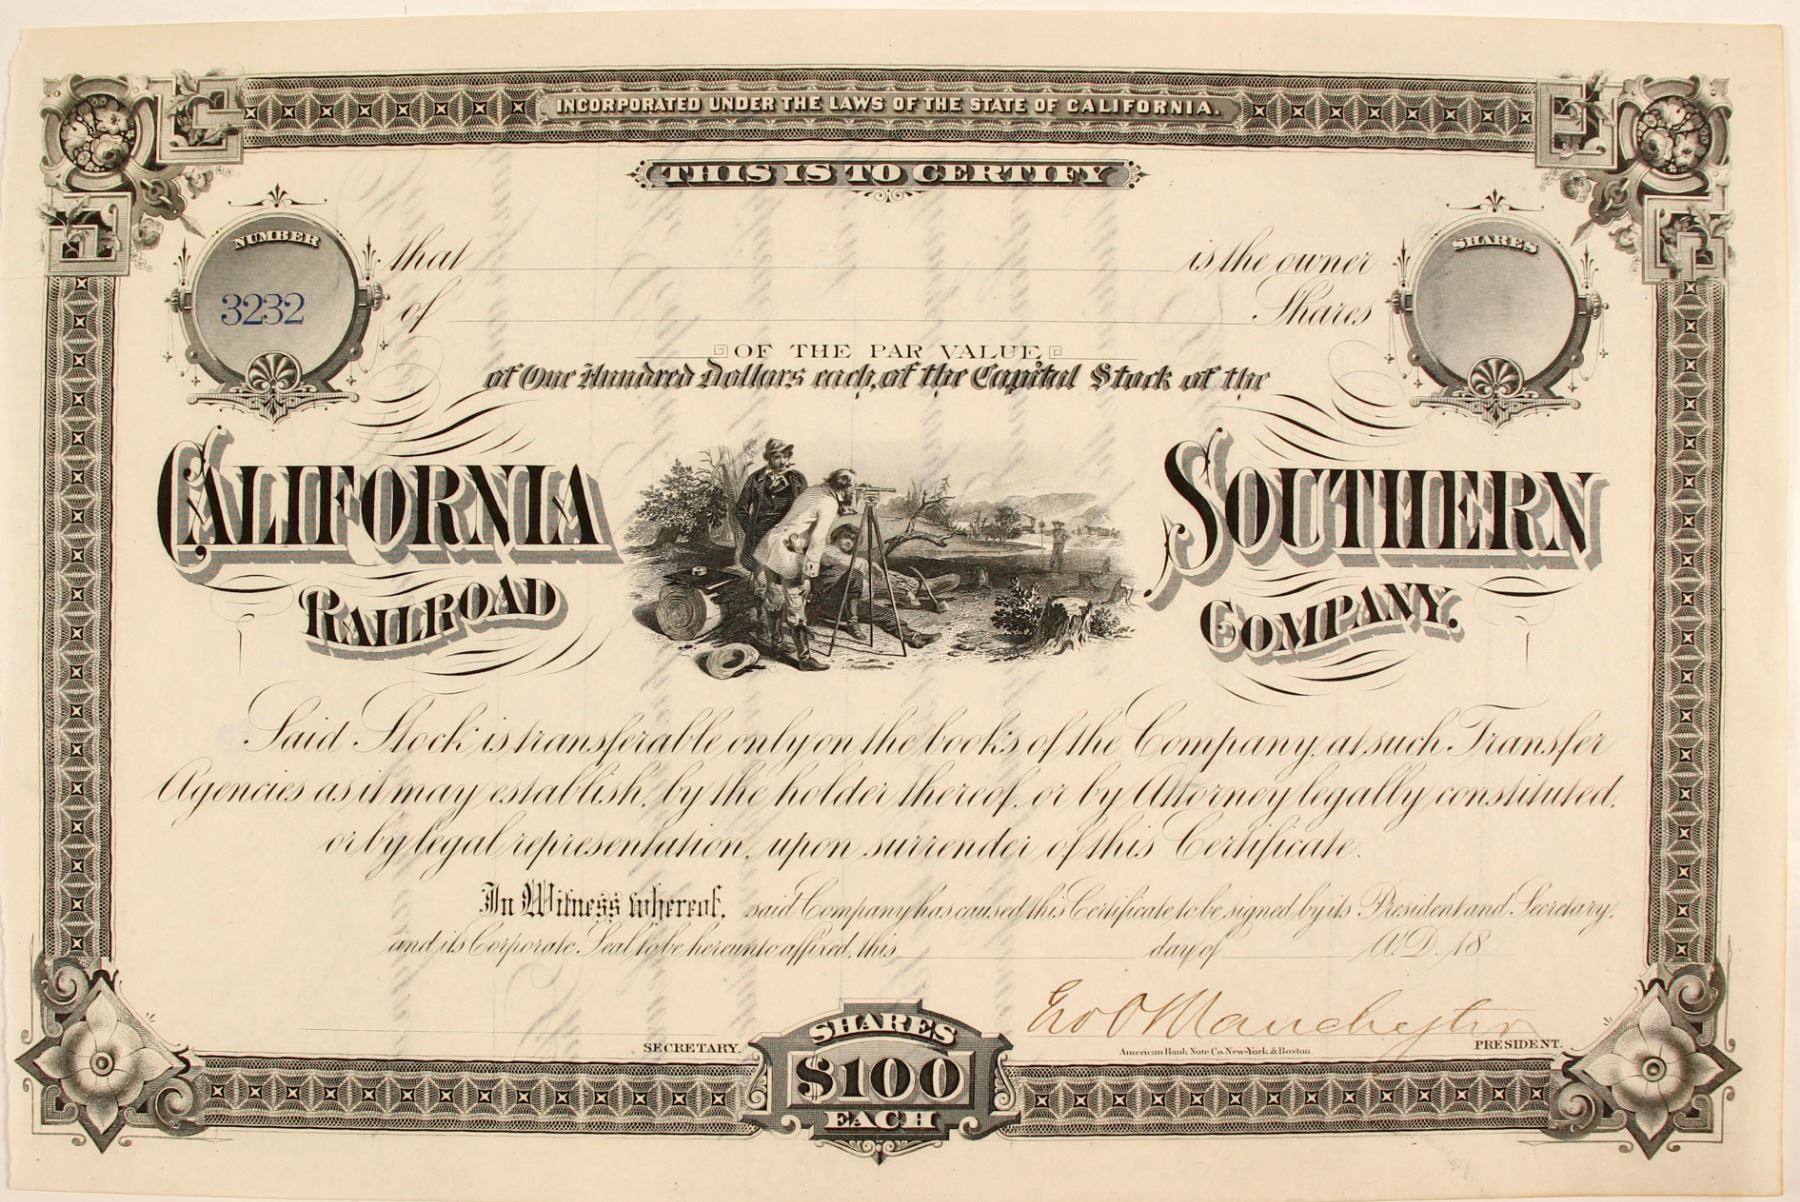 INCORPORATED UNDER THE LAWS OF THE STATE OF CALIFORNIA.
THIS IS TO CERTIFY
NUMBER
3232
SHARES
that is the owner
of Shares
OF THE PAR VALUE
of One Hundred Dollars each, of the Capital Stock of the
CALIFORNIA SOUTHERN
RAILROAD COMPANY.
Said Stock is transferable only on the books of the Company, at such Transfer
Agencies as it may establish, by the holder thereof, or by Attorney legally constituted,
or by legal representation, upon surrender of this Certificate.
In Witness whereof, said Company has caused this Certificate to be signed by its President and Secretary,
and its Corporate Seal to be hereunto affixed, this day of A.D. 18
Geo O Manchester
SECRETARY.
American Bank Note Co. New-York & Boston.
PRESIDENT.
SHARES
$100
EACH